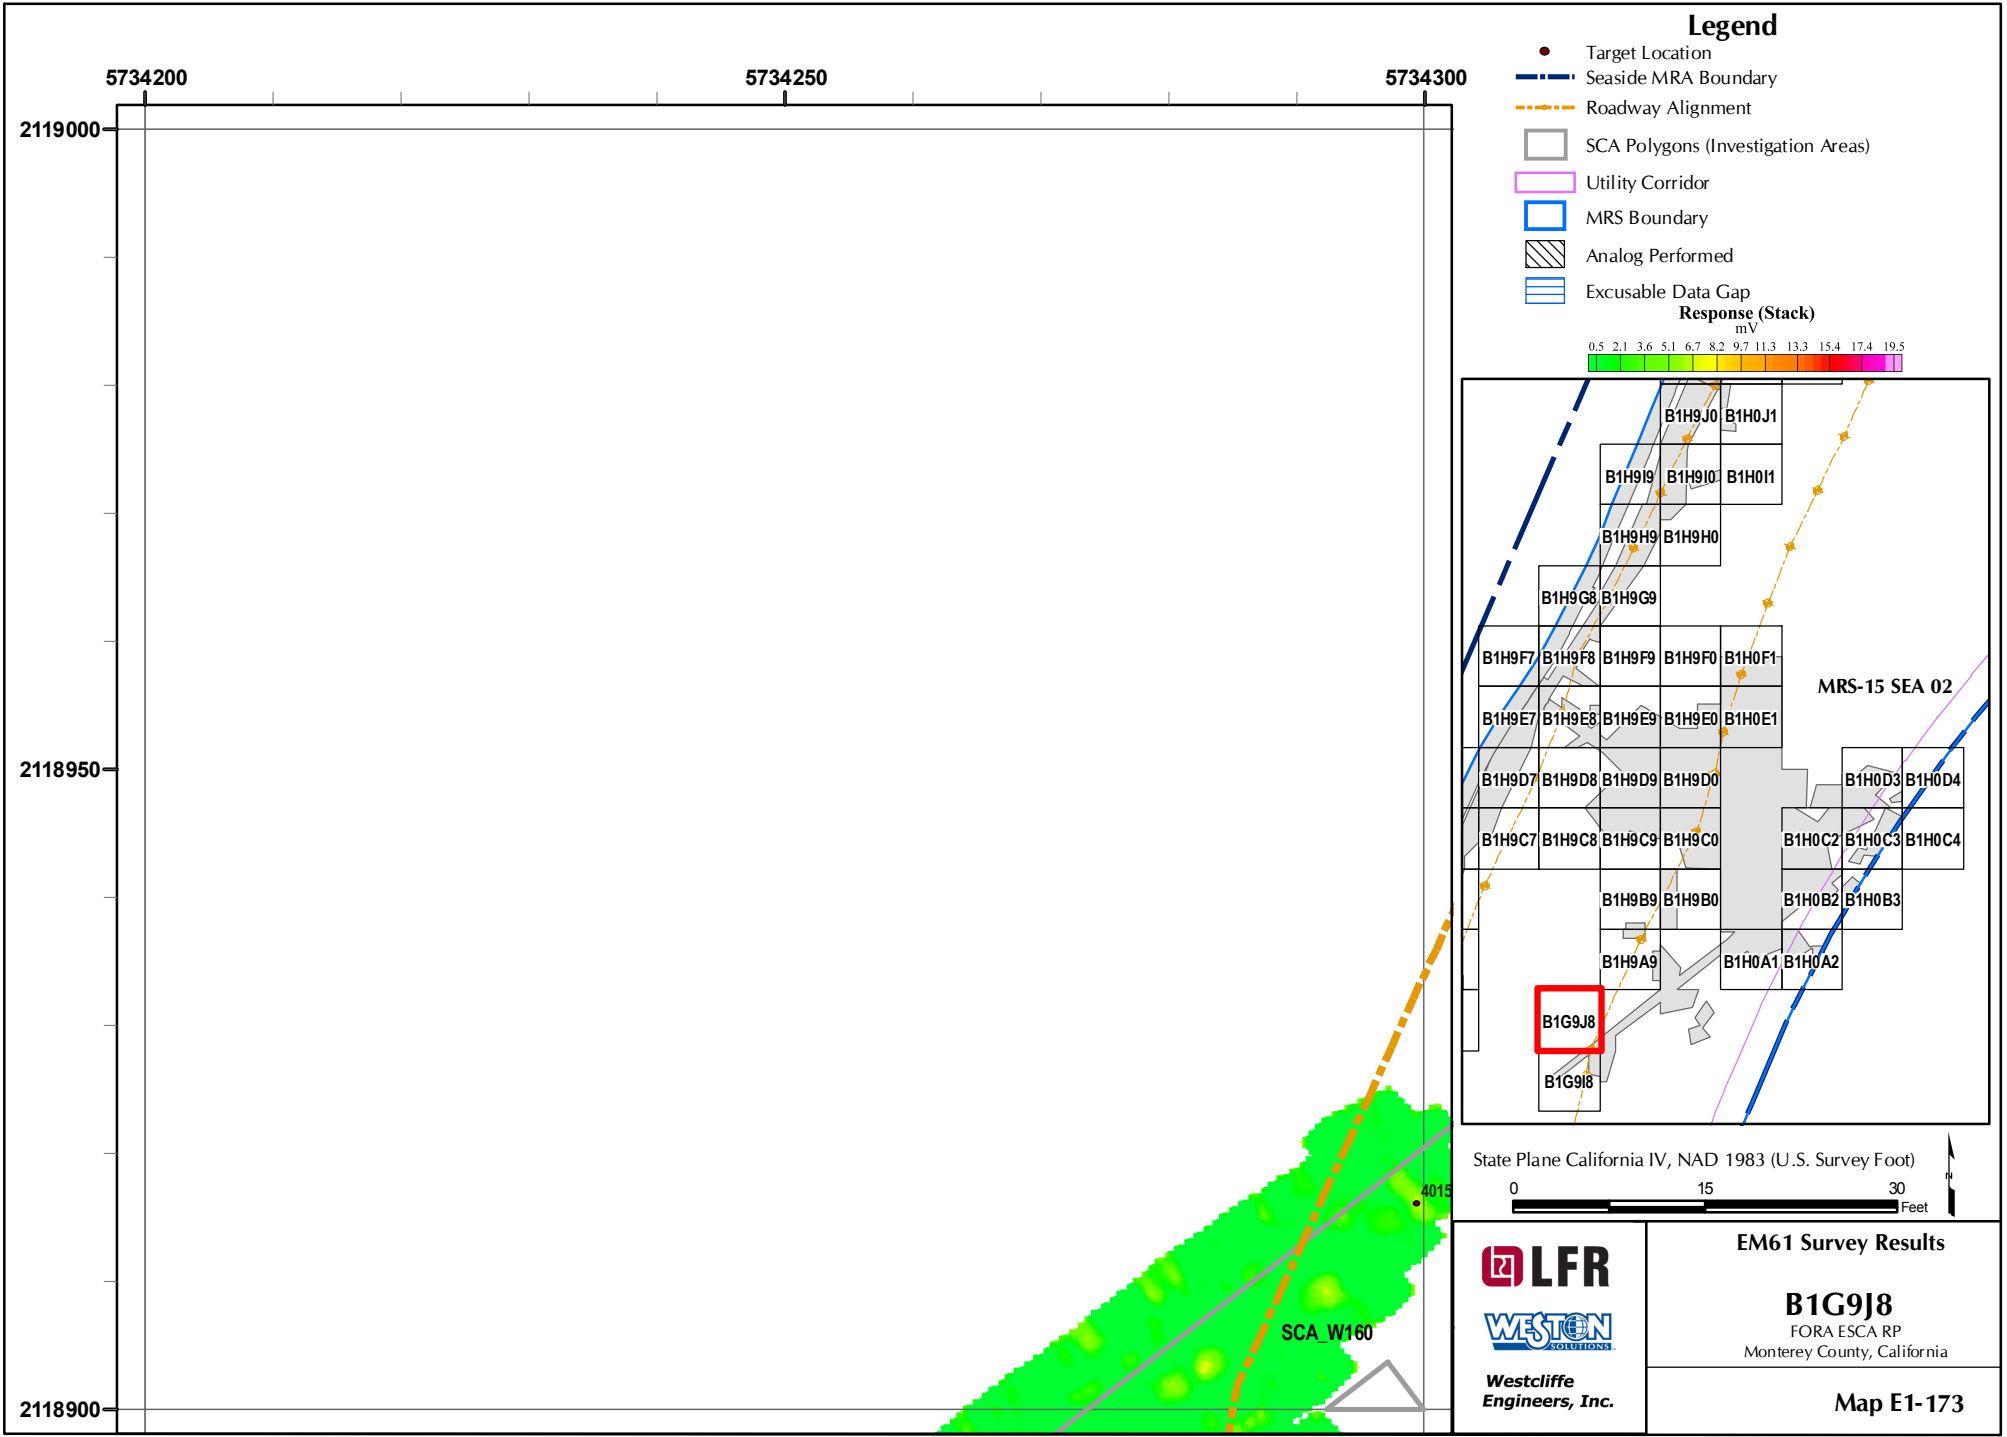 5734200
5734250
5734300
2119000
2118950
2118900
4015
SCA_W160
Legend
Target Location
Seaside MRA Boundary
Roadway Alignment
SCA Polygons (Investigation Areas)
Utility Corridor
MRS Boundary
Analog Performed
Excusable Data Gap
Response (Stack)
mV
0.5 2.1 3.6 5.1 6.7 8.2 9.7 11.3 13.3 15.4 17.4 19.5
B1H9J0 B1H0J1
B1H9I9 B1H9I0 B1H0I1
B1H9H9 B1H9H0
B1H9G8 B1H9G9
B1H9F7 B1H9F8 B1H9F9 B1H9F0 B1H0F1
MRS-15 SEA 02
B1H9E7 B1H9E8 B1H9E9 B1H9E0 B1H0E1
B1H9D7 B1H9D8 B1H9D9 B1H9D0 B1H0D3 B1H0D4
B1H9C7 B1H9C8 B1H9C9 B1H9C0 B1H0C2 B1H0C3 B1H0C4
B1H9B9 B1H9B0 B1H0B2 B1H0B3
B1H9A9 B1H0A1 B1H0A2
B1G9J8
B1G9I8
State Plane California IV, NAD 1983 (U.S. Survey Foot)
0 15 30
Feet
N
LFR
WESTON
SOLUTIONS
Westcliffe
Engineers, Inc.
EM61 Survey Results
B1G9J8
FORA ESCA RP
Monterey County, California
Map E1-173